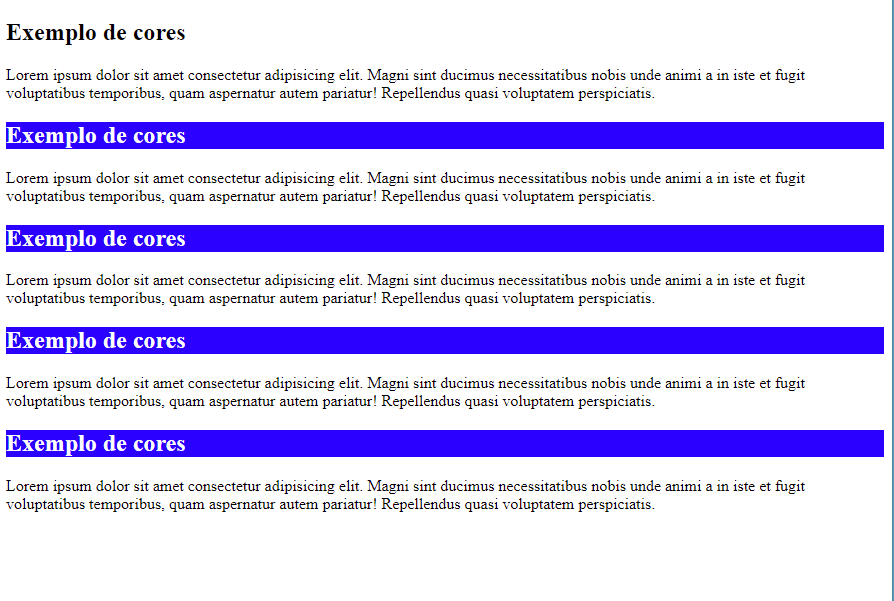 Exemplo de cores
Lorem ipsum dolor sit amet consectetur adipisicing elit. Magni sint ducimus necessitatibus nobis unde animi a in iste et fugit
voluptatibus temporibus, quam aspernatur autem pariatur! Repellendus quasi voluptatem perspiciatis.
Exemplo de cores
Lorem ipsum dolor sit amet consectetur adipisicing elit. Magni sint ducimus necessitatibus nobis unde animi a in iste et fugit
voluptatibus temporibus, quam aspernatur autem pariatur! Repellendus quasi voluptatem perspiciatis.
Exemplo de cores
Lorem ipsum dolor sit amet consectetur adipisicing elit. Magni sint ducimus necessitatibus nobis unde animi a in iste et fugit
voluptatibus temporibus, quam aspernatur autem pariatur! Repellendus quasi voluptatem perspiciatis.
Exemplo de cores
Lorem ipsum dolor sit amet consectetur adipisicing elit. Magni sint ducimus necessitatibus nobis unde animi a in iste et fugit
voluptatibus temporibus, quam aspernatur autem pariatur! Repellendus quasi voluptatem perspiciatis.
Exemplo de cores
Lorem ipsum dolor sit amet consectetur adipisicing elit. Magni sint ducimus necessitatibus nobis unde animi a in iste et fugit
voluptatibus temporibus, quam aspernatur autem pariatur! Repellendus quasi voluptatem perspiciatis.